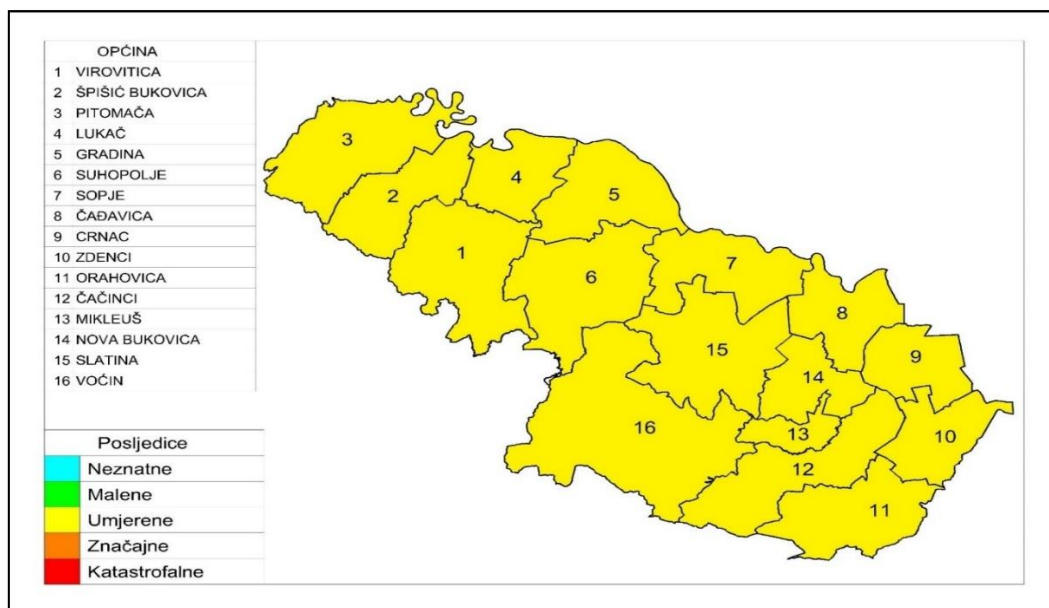 OPĆINA
1 VIROVITICA
2 ŠPIŠIĆ BUKOVICA
3 PITOMAČA
4 LUKAČ
5 GRADINA
6 SUHOPOLJE
7 SOPJE
8 ČAĐAVICA
9 CRNAC
10 ZDENCI
11 ORAHOVICA
12 ČAČINCI
13 MIKLEUŠ
14 NOVA BUKOVICA
15 SLATINA
16 VOĆIN
Posljedice
Neznatne
Malene
Umjerene
Značajne
Katastrofalne
3
2
4
5
1
6
7
8
15
9
14
16
13
10
12
11